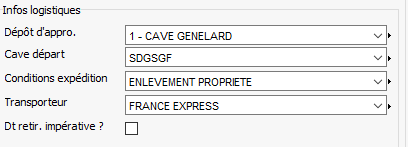 Infos logistiques
Dépôt d'appro. 1 - CAVE GENELARD
Cave départ SDGSGF
Conditions expédition ENLEVEMENT PROPRIETE
Transporteur FRANCE EXPRESS
Dt retir. impérative ?